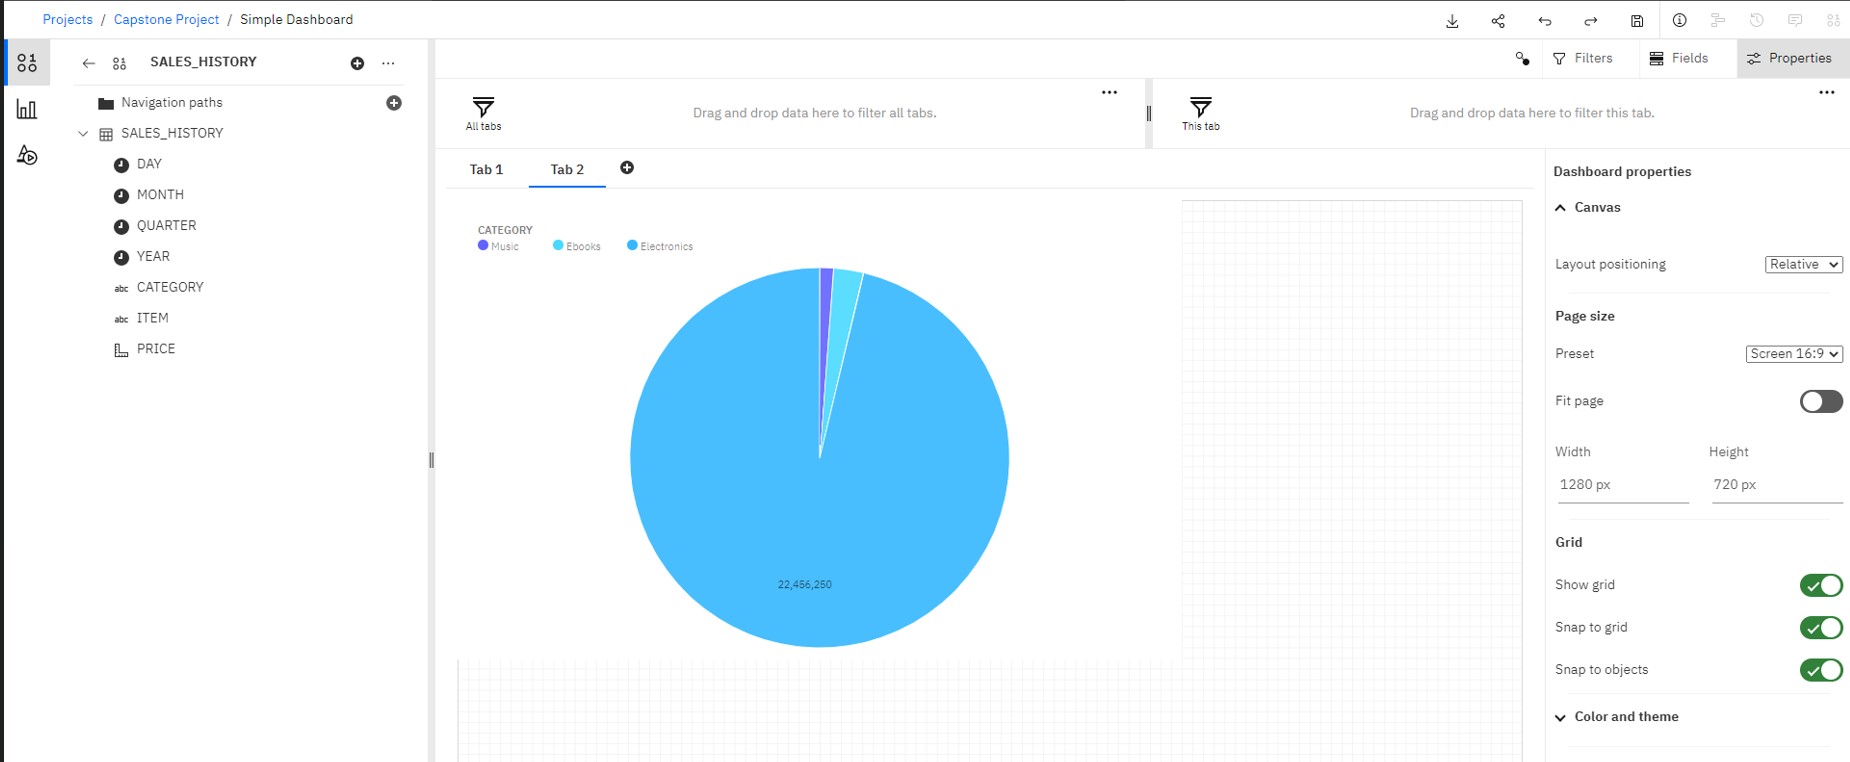 Projects / Capstone Project / Simple Dashboard
SALES_HISTORY
Navigation paths
SALES_HISTORY
DAY
MONTH
QUARTER
YEAR
abc CATEGORY
abc ITEM
PRICE
Filters
Fields
Properties
All tabs
Drag and drop data here to filter all tabs.
This tab
Drag and drop data here to filter this tab.
Tab 1
Tab 2
CATEGORY
Music Ebooks Electronics
22,456,250
Dashboard properties
Canvas
Layout positioning Relative
Page size
Preset Screen 16:9
Fit page
Width Height
1280 px 720 px
Grid
Show grid
Snap to grid
Snap to objects
Color and theme